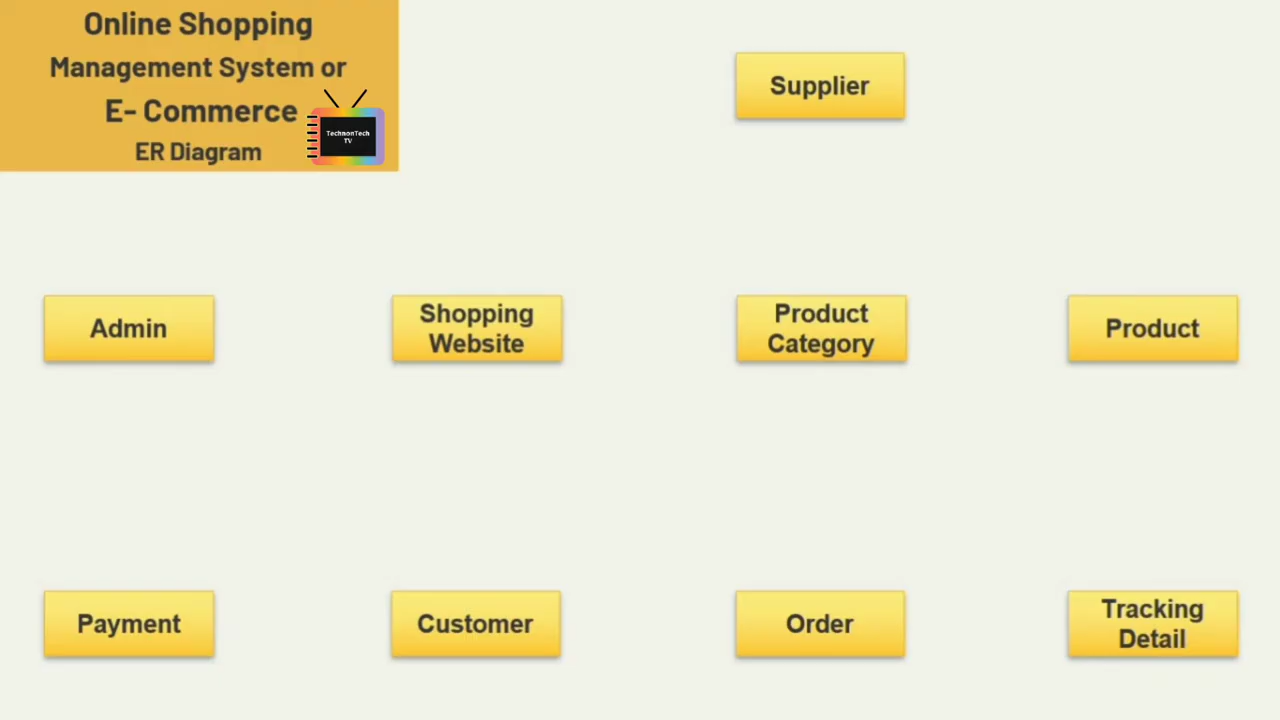 Online Shopping
Management System or
E- Commerce
ER Diagram
TechnonTech
TV
Supplier
Admin
Shopping
Website
Product
Category
Product
Payment
Customer
Order
Tracking
Detail